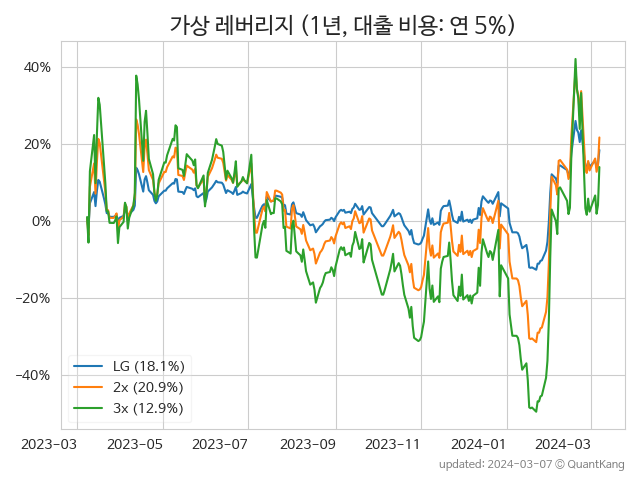 가상 레버리지 (1년, 대출 비용: 연 5%)
40%
20%
0%
−20%
−40%
LG (18.1%)
2x (20.9%)
3x (12.9%)
2023−03 2023−05 2023−07 2023−09 2023−11 2024−01 2024−03
updated: 2024-03-07 ⓒ QuantKang